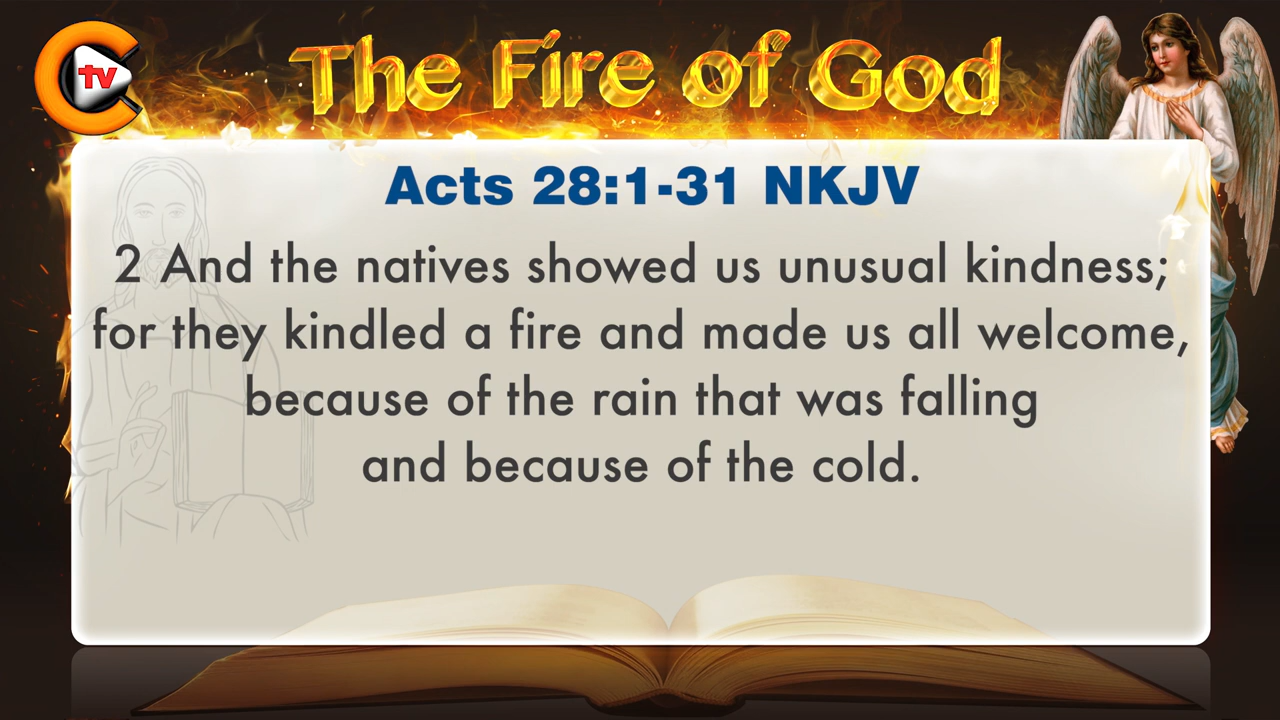 tv
The Fire of God
Acts 28:1-31 NKJV
2 And the natives showed us unusual kindness;
for they kindled a fire and made us all welcome,
because of the rain that was falling
and because of the cold.